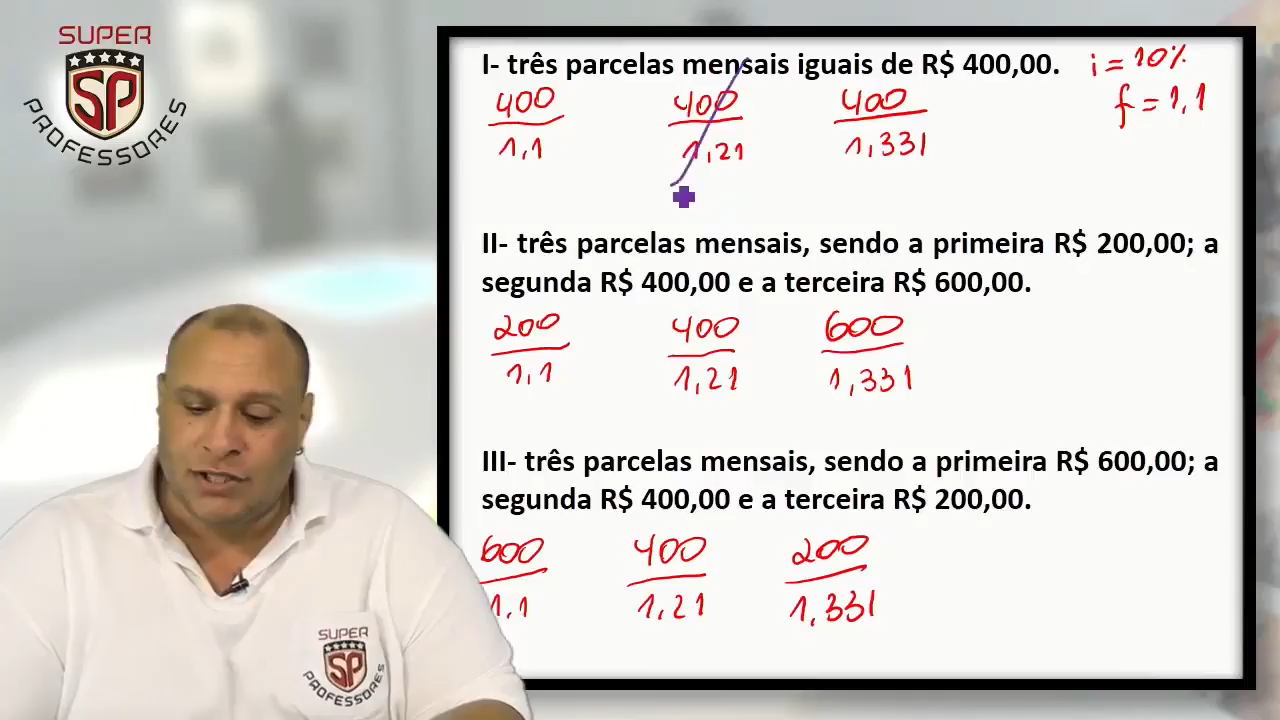 SUPER
SP
PROFESSORES
I- três parcelas mensais iguais de R$ 400,00.
i = 10%
f = 1,1
400 400 400
1,1 1,21 1,331
II- três parcelas mensais, sendo a primeira R$ 200,00; a
segunda R$ 400,00 e a terceira R$ 600,00.
200 400 600
1,1 1,21 1,331
III- três parcelas mensais, sendo a primeira R$ 600,00; a
segunda R$ 400,00 e a terceira R$ 200,00.
600 400 200
1,1 1,21 1,331
SUPER
SP
PROFESSORES